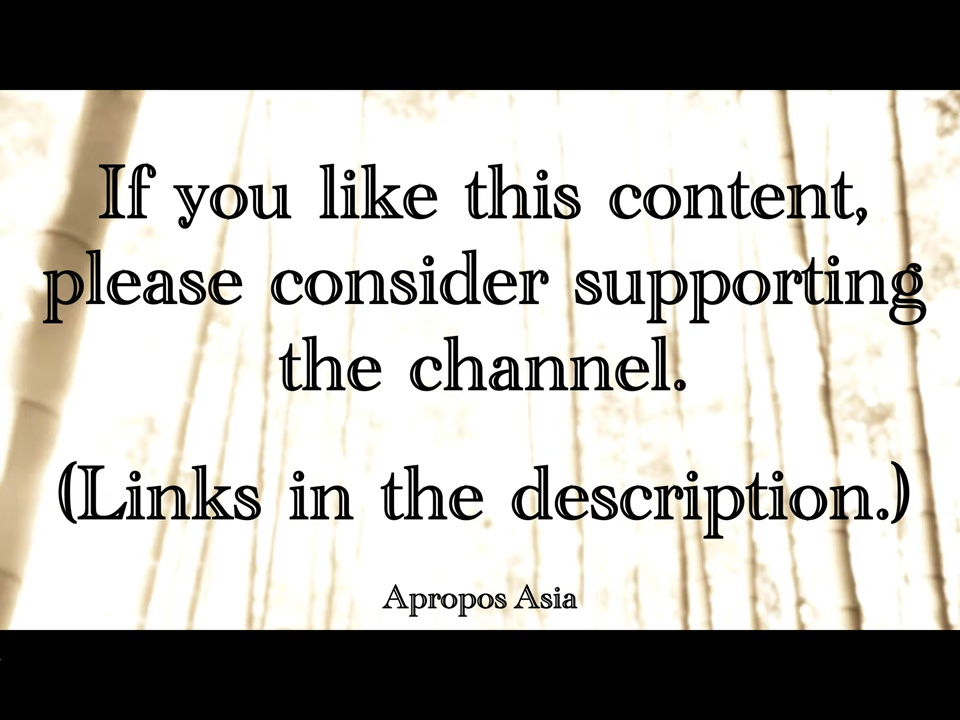 If you like this content,
please consider supporting
the channel.
(Links in the description.)
Apropos Asia